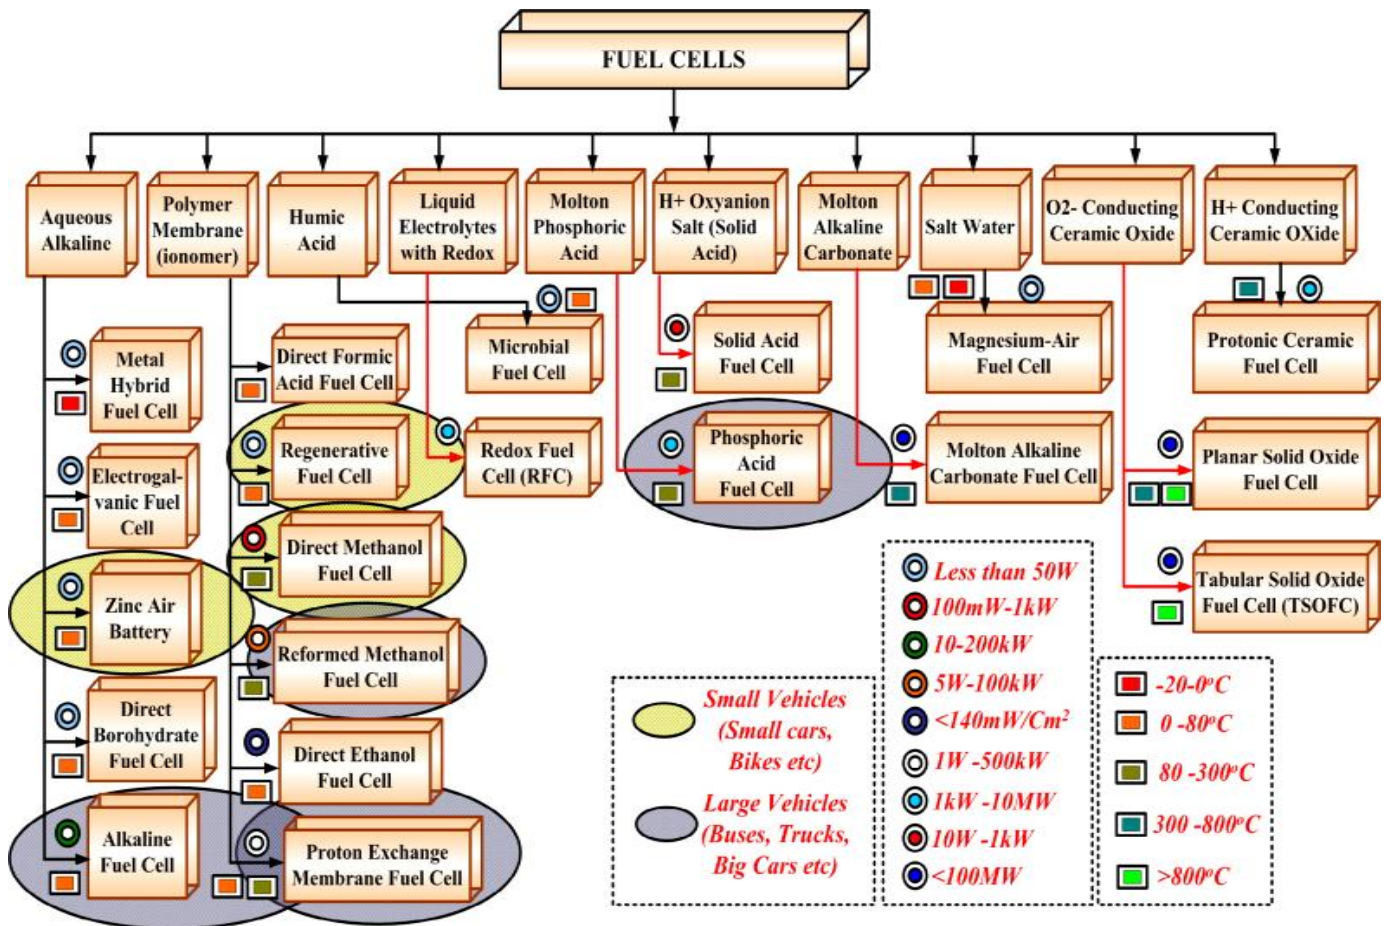 FUEL CELLS
Aqueous
Alkaline
Polymer
Membrane
(ionomer)
Humic
Acid
Liquid
Electrolytes
with Redox
Molton
Phosphoric
Acid
H+ Oxyanion
Salt (Solid
Acid)
Molton
Alkaline
Carbonate
Salt Water
O2- Conducting
Ceramic Oxide
H+ Conducting
Ceramic OXide
Metal
Hybrid
Fuel Cell
Direct Formic
Acid Fuel Cell
Microbial
Fuel Cell
Solid Acid
Fuel Cell
Magnesium-Air
Fuel Cell
Protonic Ceramic
Fuel Cell
Electrogal-
vanic Fuel
Cell
Regenerative
Fuel Cell
Redox Fuel
Cell (RFC)
Phosphoric
Acid
Fuel Cell
Molton Alkaline
Carbonate Fuel Cell
Planar Solid Oxide
Fuel Cell
Direct Methanol
Fuel Cell
Zinc Air
Battery
Tabular Solid Oxide
Fuel Cell (TSOFC)
Reformed Methanol
Fuel Cell
Direct
Borohydrate
Fuel Cell
Direct Ethanol
Fuel Cell
Alkaline
Fuel Cell
Proton Exchange
Membrane Fuel Cell
Small Vehicles
(Small cars,
Bikes etc)
Large Vehicles
(Buses, Trucks,
Big Cars etc)
Less than 50W
100mW-1kW
10-200kW
5W-100kW
<140mW/Cm²
1W-500kW
1kW-10MW
10W-1kW
<100MW
-20-0°C
0-80°C
80-300°C
300-800°C
>800°C